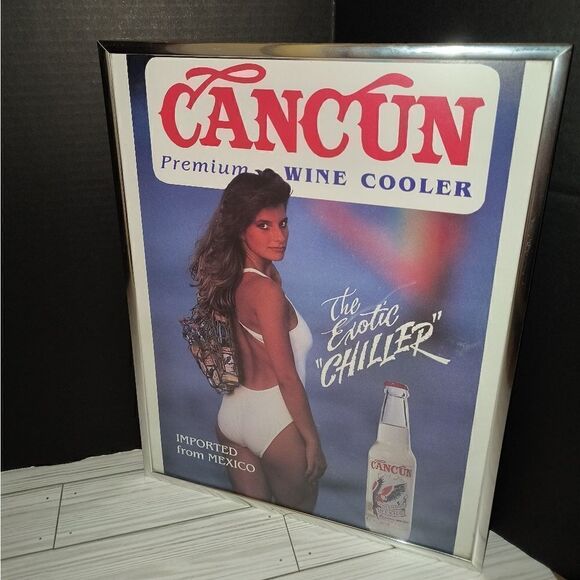 CANCUN
Premium WINE COOLER
The
Exotic
"CHILLER"
IMPORTED
from MEXICO
CANCUN